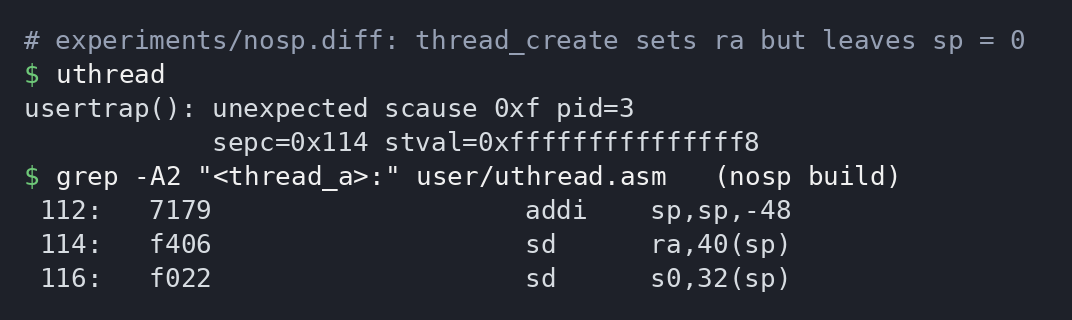 # experiments/nosp.diff: thread_create sets ra but leaves sp = 0
$ uthread
usertrap(): unexpected scause 0xf pid=3
            sepc=0x114 stval=0xfffffffffffffff8
$ grep -A2 "<thread_a>:" user/uthread.asm   (nosp build)
 112:   7179                    addi    sp,sp,-48
 114:   f406                    sd      ra,40(sp)
 116:   f022                    sd      s0,32(sp)